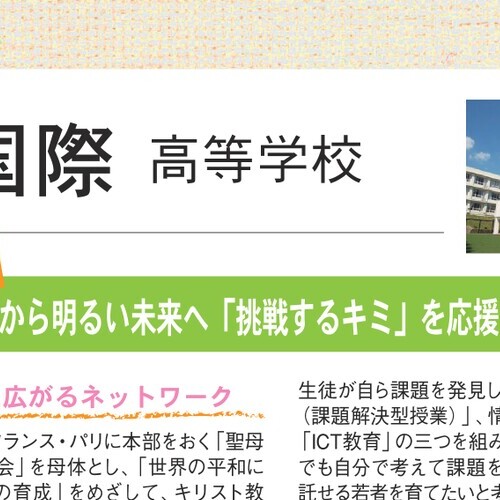 国際 高等学校
から明るい未来へ「挑戦するキミ」を応援
広がるネットワーク
フランス・パリに本部をおく「聖母
会」を母体とし、「世界の平和に
の育成」をめざして、キリスト教
生徒が自ら課題を発見し
（課題解決型授業）」、情
「ICT教育」の三つを組み
でも自分で考えて課題を
託せる若者を育てたいと考